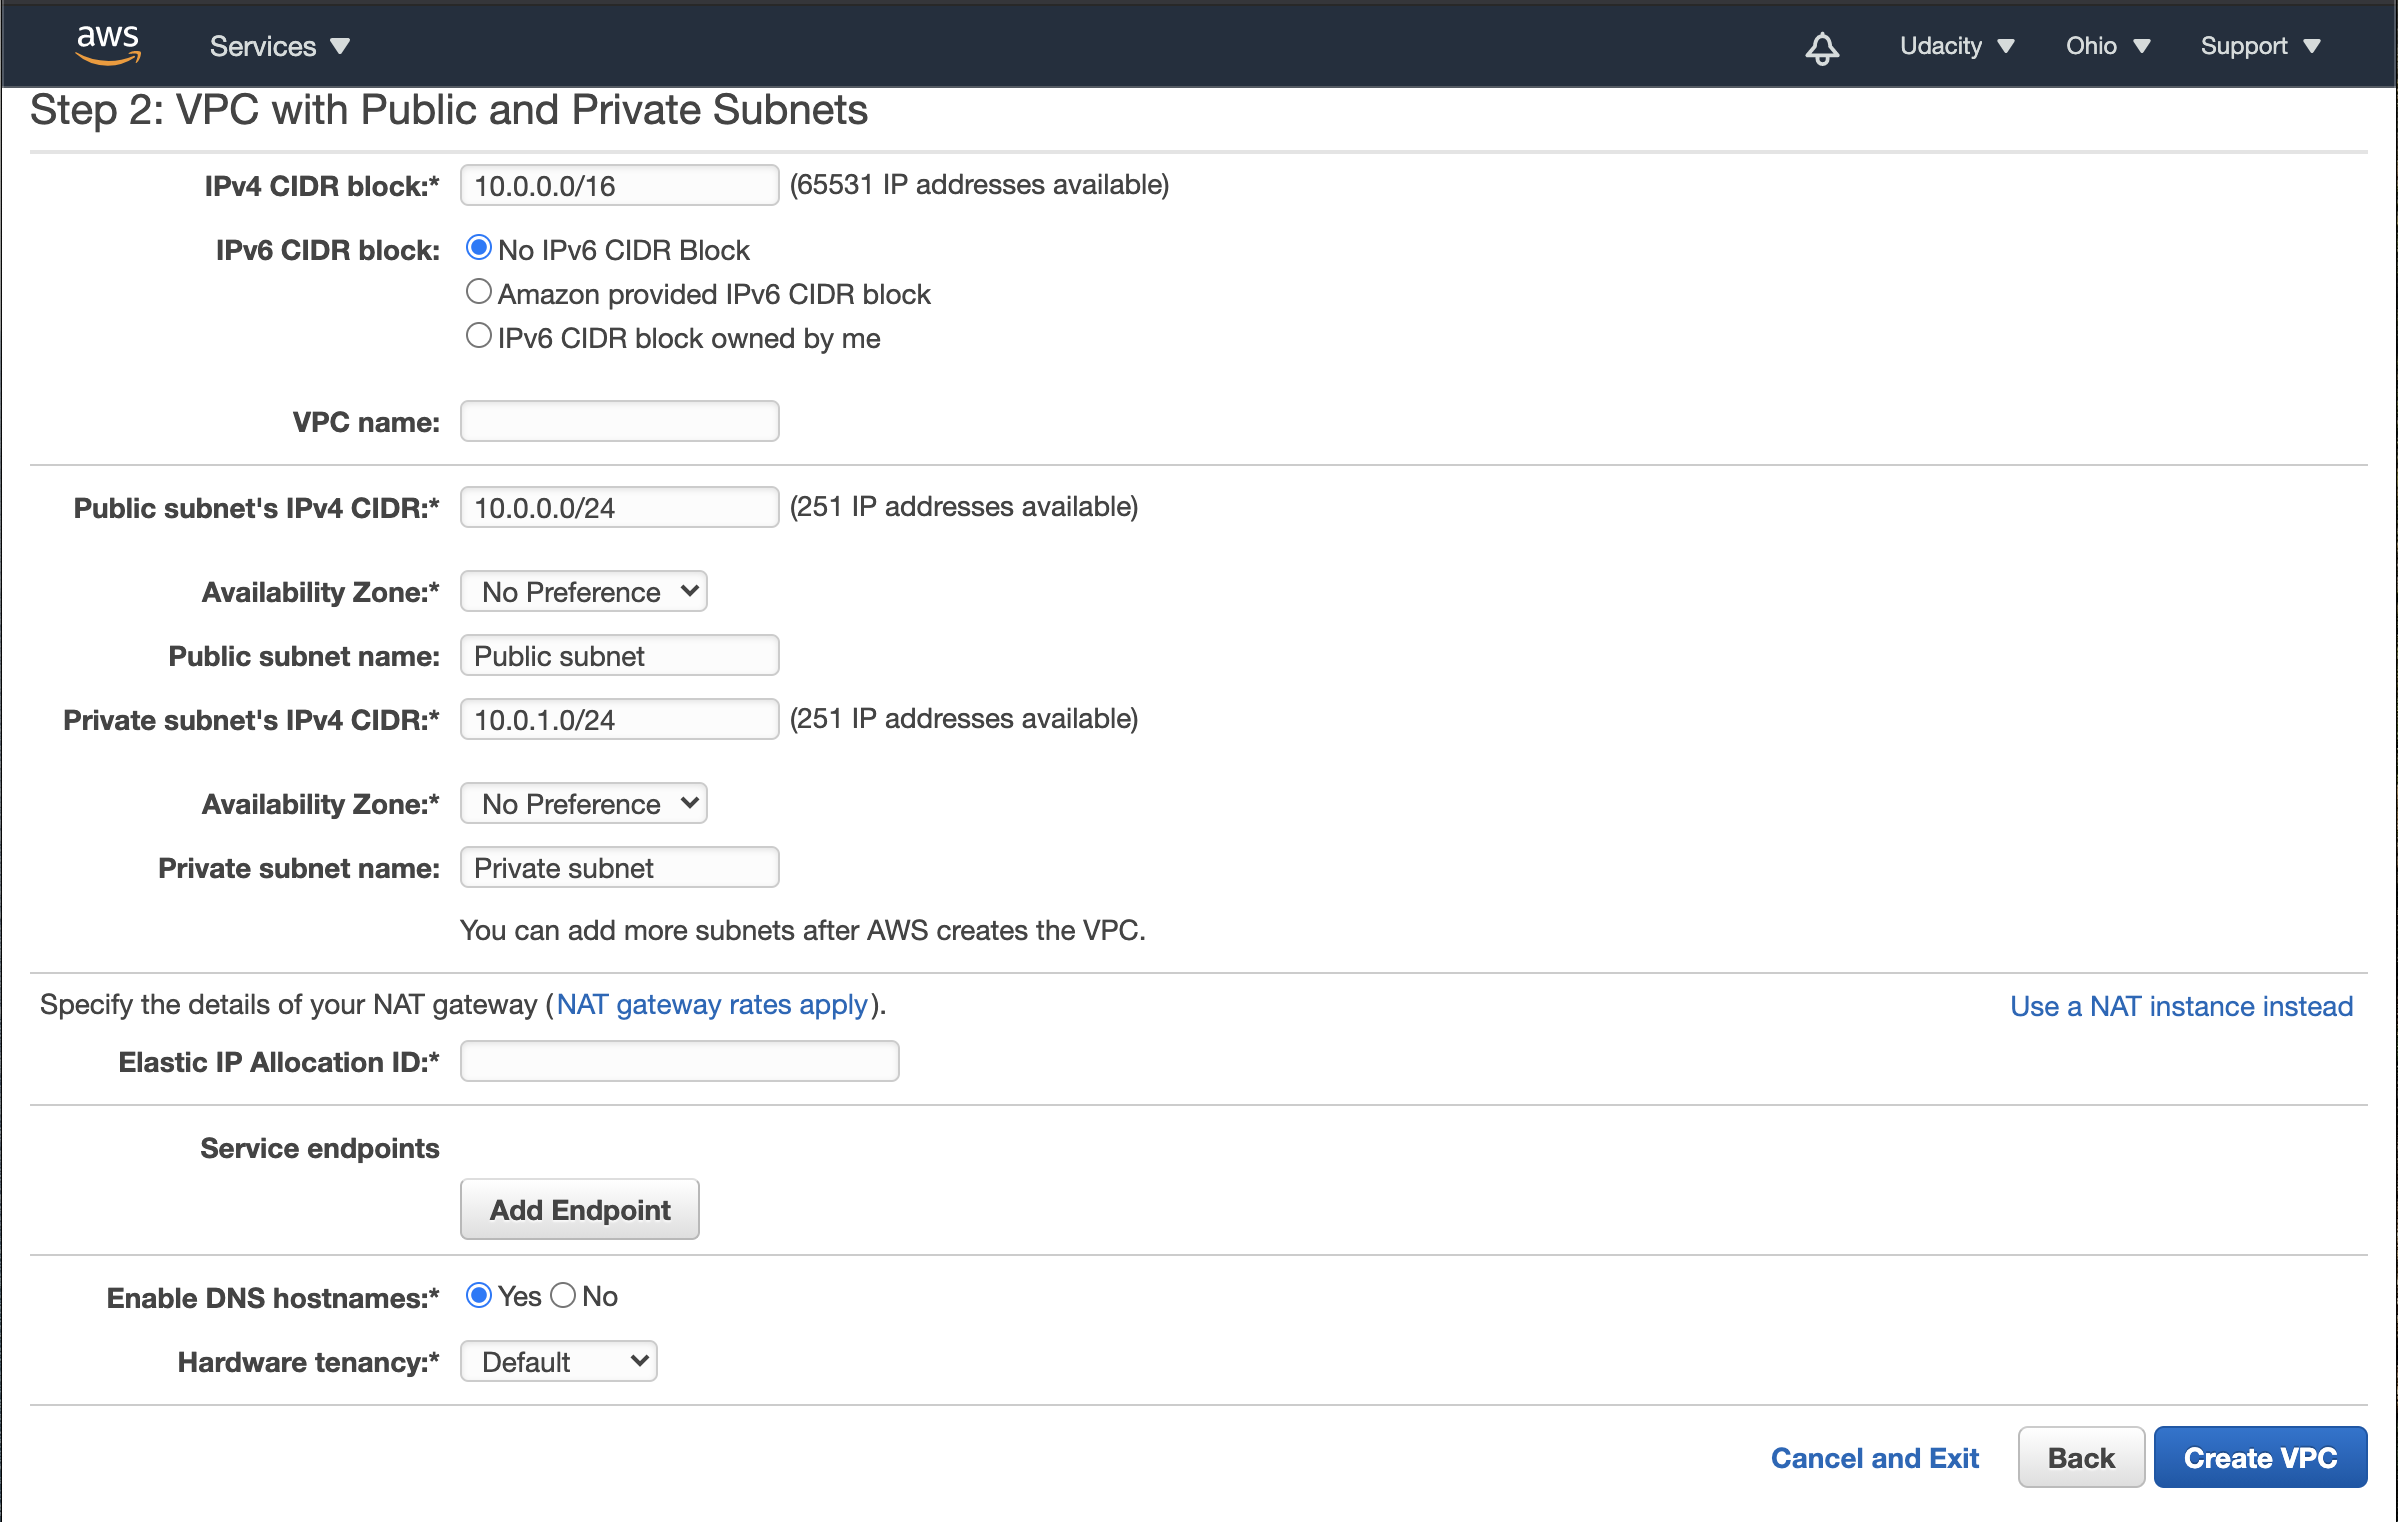 aws Services Udacity Ohio Support
Step 2: VPC with Public and Private Subnets
IPv4 CIDR block:* 10.0.0.0/16 (65531 IP addresses available)
IPv6 CIDR block: No IPv6 CIDR Block
Amazon provided IPv6 CIDR block
IPv6 CIDR block owned by me
VPC name:
Public subnet's IPv4 CIDR:* 10.0.0.0/24 (251 IP addresses available)
Availability Zone:* No Preference
Public subnet name: Public subnet
Private subnet's IPv4 CIDR:* 10.0.1.0/24 (251 IP addresses available)
Availability Zone:* No Preference
Private subnet name: Private subnet
You can add more subnets after AWS creates the VPC.
Specify the details of your NAT gateway (NAT gateway rates apply). Use a NAT instance instead
Elastic IP Allocation ID:*
Service endpoints
Add Endpoint
Enable DNS hostnames:* Yes No
Hardware tenancy:* Default
Cancel and Exit Back Create VPC